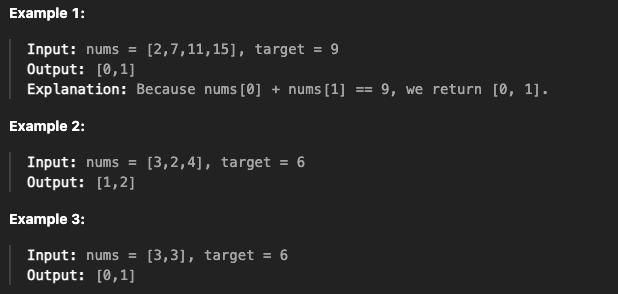 Example 1:
Input: nums = [2,7,11,15], target = 9
Output: [0,1]
Explanation: Because nums[0] + nums[1] == 9, we return [0, 1].
Example 2:
Input: nums = [3,2,4], target = 6
Output: [1,2]
Example 3:
Input: nums = [3,3], target = 6
Output: [0,1]